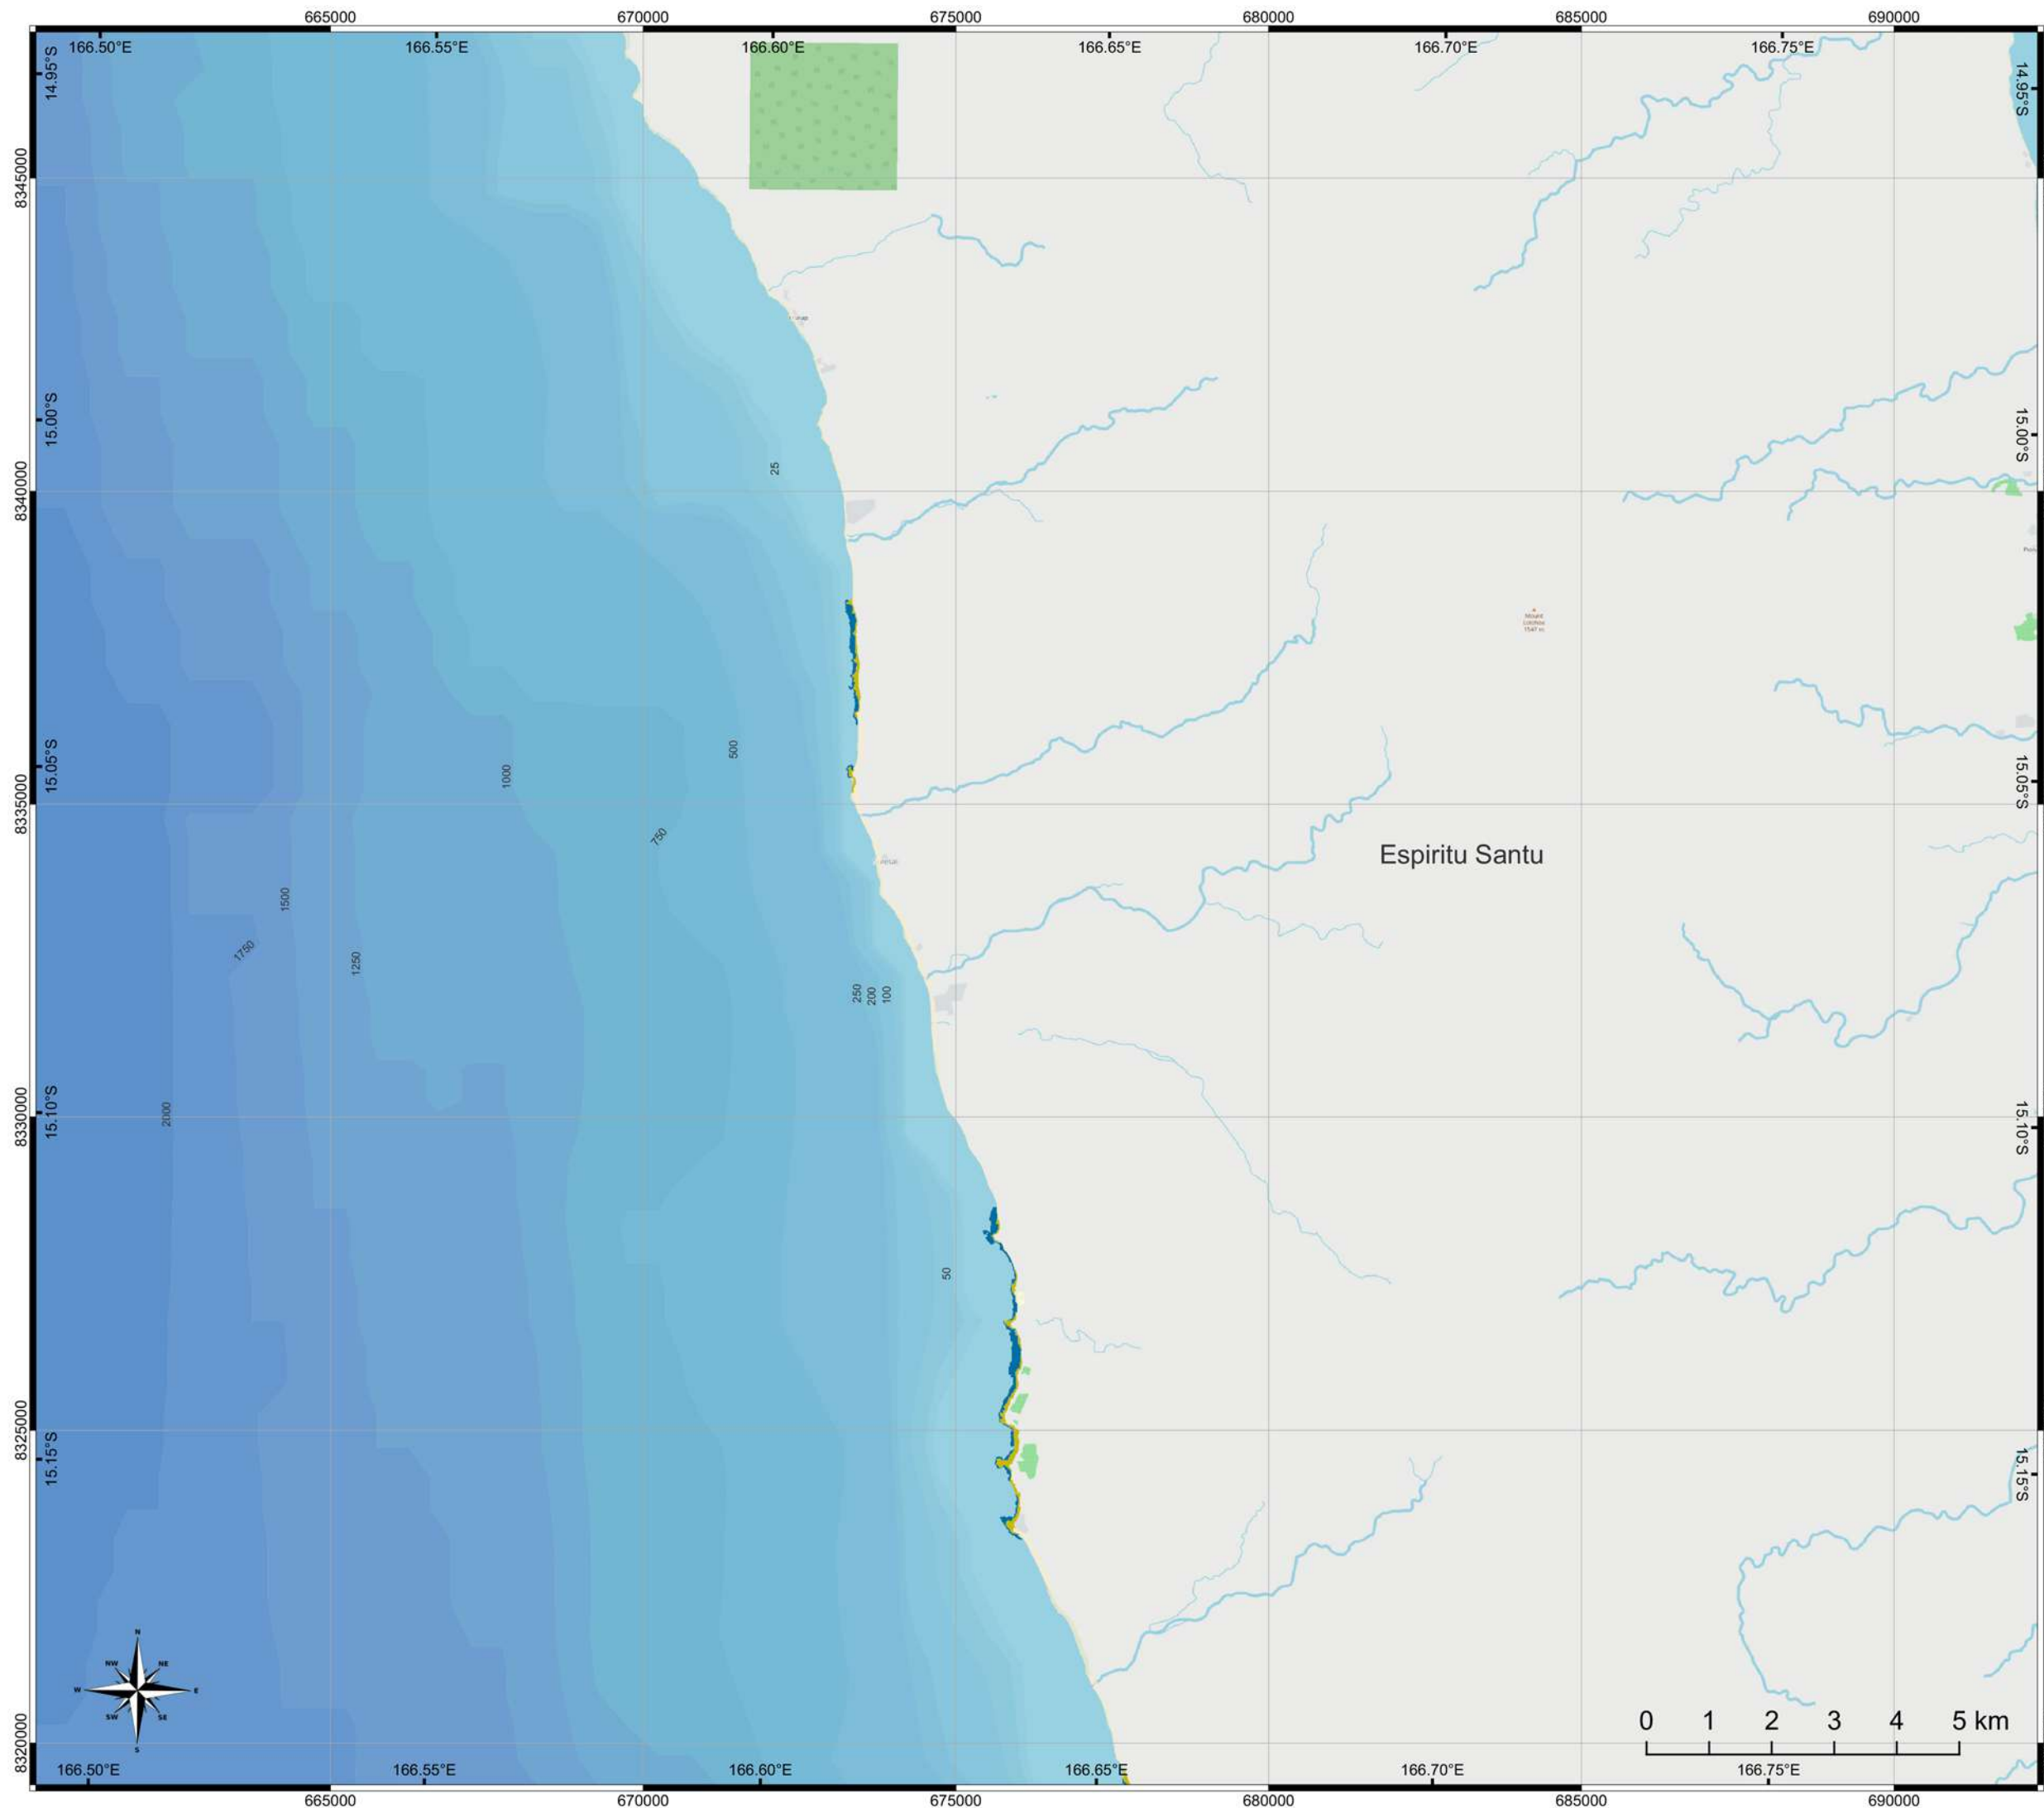 665000 670000 675000 680000 685000 690000
166.50°E 166.55°E 166.60°E 166.65°E 166.70°E 166.75°E
14.95°S 14.95°S
8345000
15.00°S 15.00°S
25
8340000
Mount
1547 m
500
15.05°S 1000 15.05°S
8335000
750
Espiritu Santu
1500
1750
1250
250 200 100
2000
8330000 15.10°S 15.10°S
50
8325000
15.15°S 15.15°S
N
NW NE
W E
SW SE
S
0 1 2 3 4 5 km
8320000
166.50°E 166.55°E 166.60°E 166.65°E 166.70°E 166.75°E
665000 670000 675000 680000 685000 690000